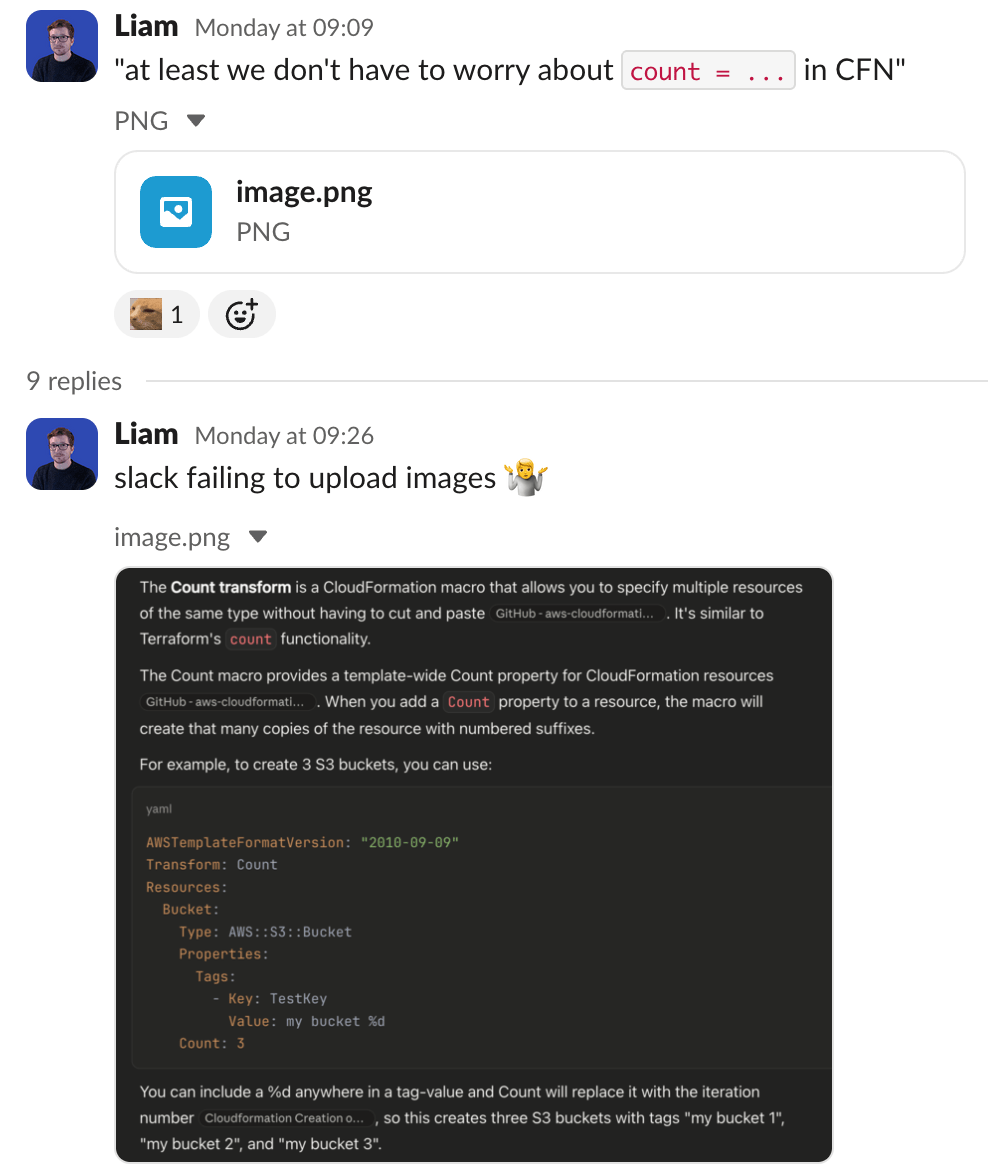 Liam Monday at 09:09
"at least we don't have to worry about count = ... in CFN"
PNG
image.png
PNG
1
9 replies
Liam Monday at 09:26
slack failing to upload images 🤷
image.png
The Count transform is a CloudFormation macro that allows you to specify multiple resources
of the same type without having to cut and paste GitHub - aws-cloudformati... . It's similar to
Terraform's count functionality.
The Count macro provides a template-wide Count property for CloudFormation resources
GitHub - aws-cloudformati... . When you add a Count property to a resource, the macro will
create that many copies of the resource with numbered suffixes.
For example, to create 3 S3 buckets, you can use:
yaml
AWSTemplateFormatVersion: "2010-09-09"
Transform: Count
Resources:
  Bucket:
    Type: AWS::S3::Bucket
    Properties:
      Tags:
        - Key: TestKey
          Value: my bucket %d
    Count: 3
You can include a %d anywhere in a tag-value and Count will replace it with the iteration
number Cloudformation Creation o... , so this creates three S3 buckets with tags "my bucket 1",
"my bucket 2", and "my bucket 3".